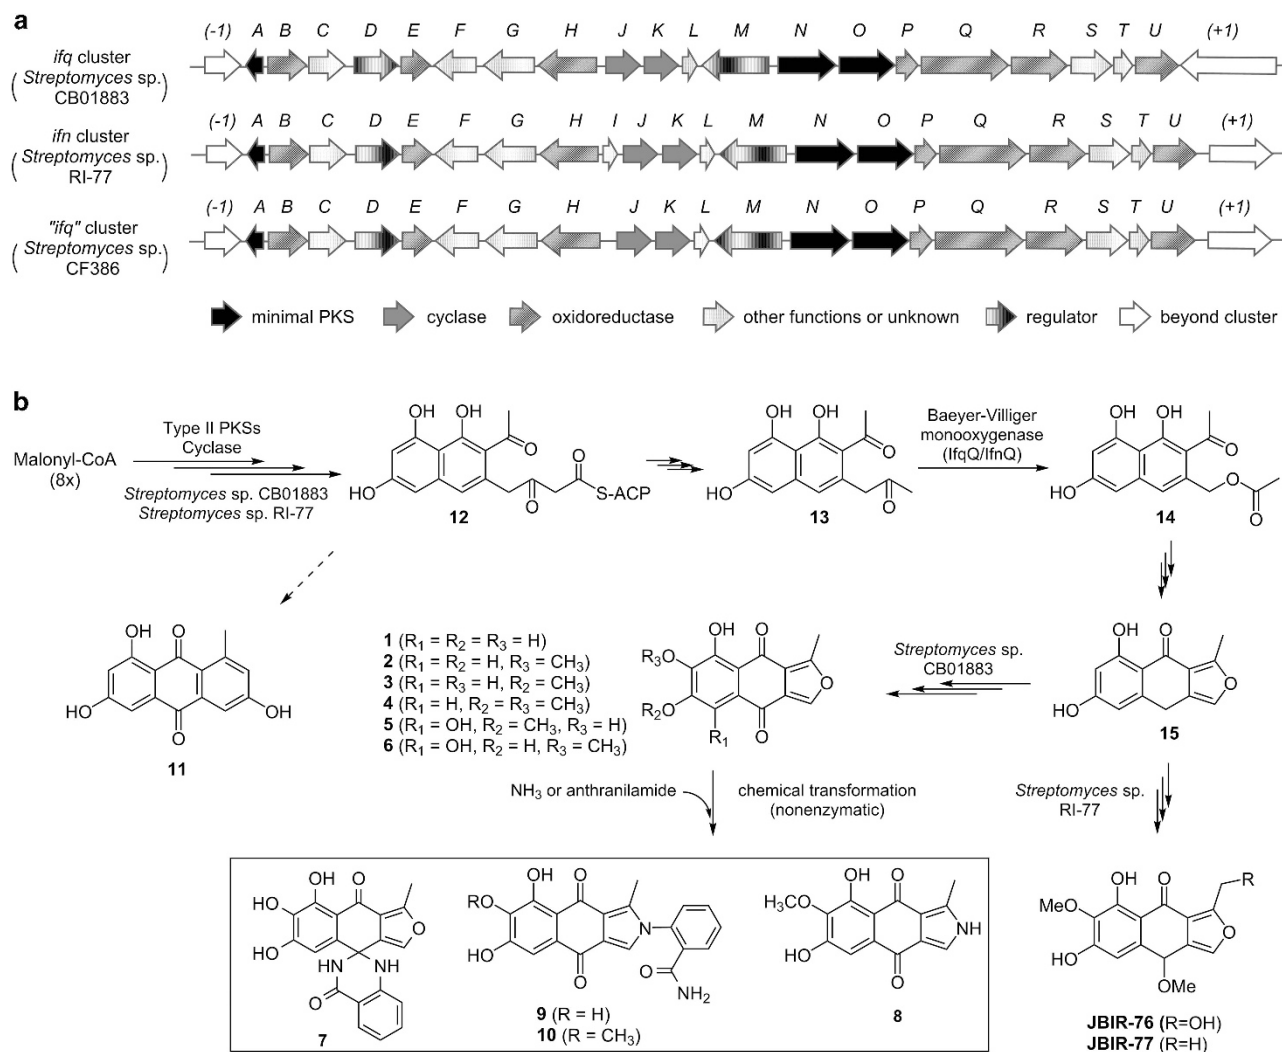 a
(-1) A B C D E F G H J K L M N O P Q R S T U (+1)
ifq cluster
(Streptomyces sp.
CB01883)
(-1) A B C D E F G H I J K L M N O P Q R S T U (+1)
ifn cluster
(Streptomyces sp.
RI-77)
(-1) A B C D E F G H J K L M N O P Q R S T U (+1)
"ifq" cluster
(Streptomyces sp.
CF386)
minimal PKS cyclase oxidoreductase other functions or unknown regulator beyond cluster
b
Malonyl-CoA
(8x)
Type II PKSs
Cyclase
Streptomyces sp. CB01883
Streptomyces sp. RI-77
OH OH
O O
HO
O
S-ACP
12
OH OH
O
HO
O
13
Baeyer-Villiger
monooxygenase
(IfqQ/IfnQ)
OH OH
O
HO
O
O
14
OH O
HO
O
OH
11
1 (R1 = R2 = R3 = H)
2 (R1 = R2 = H, R3 = CH3)
3 (R1 = R3 = H, R2 = CH3)
4 (R1 = H, R2 = R3 = CH3)
5 (R1 = OH, R2 = CH3, R3 = H)
6 (R1 = OH, R2 = H, R3 = CH3)
OH O
R3O
O
R2O
R1 O
Streptomyces sp.
CB01883
OH O
O
HO
15
NH3 or anthranilamide
chemical transformation
(nonenzymatic)
Streptomyces sp.
RI-77
OH O
HO
O
HO
HN NH
O
7
OH O
RO
N
HO
O
O
NH2
9 (R = H)
10 (R = CH3)
OH O
H3CO
NH
HO
O
8
R
OH O
MeO
O
HO
OMe
JBIR-76 (R=OH)
JBIR-77 (R=H)